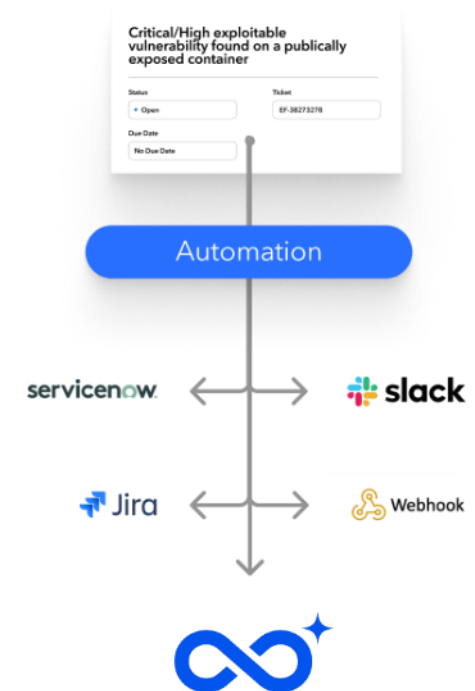 Critical/High exploitable
vulnerability found on a publically
exposed container
Status
Ticket
Open
EF-38273278
Due Date
No Due Date
Automation
servicenow.
slack
Jira
Webhook